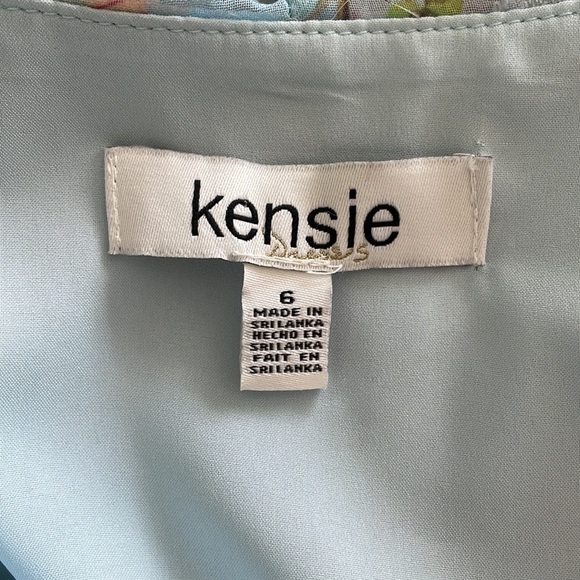 kensie
Dresses
6
MADE IN
SRI LANKA
HECHO EN
SRI LANKA
FAIT EN
SRI LANKA